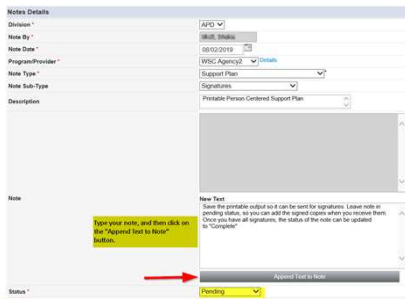 Notes Details
Division * APD
Note By *
Note Date * 08/02/2019
Program/Provider * WSC Agency2 Details
Note Type * Support Plan *
Note Sub-Type Signatures
Description Printable Person Centered Support Plan
Note
New Text
Save the printable output so it can be sent for signatures. Leave note in
pending status, so you can add the signed copies when you receive them.
Once you have all signatures, the status of the note can be updated
to "Complete"
Type your note, and then click on
the "Append Text to Note"
button.
Append Text to Note
Status * Pending